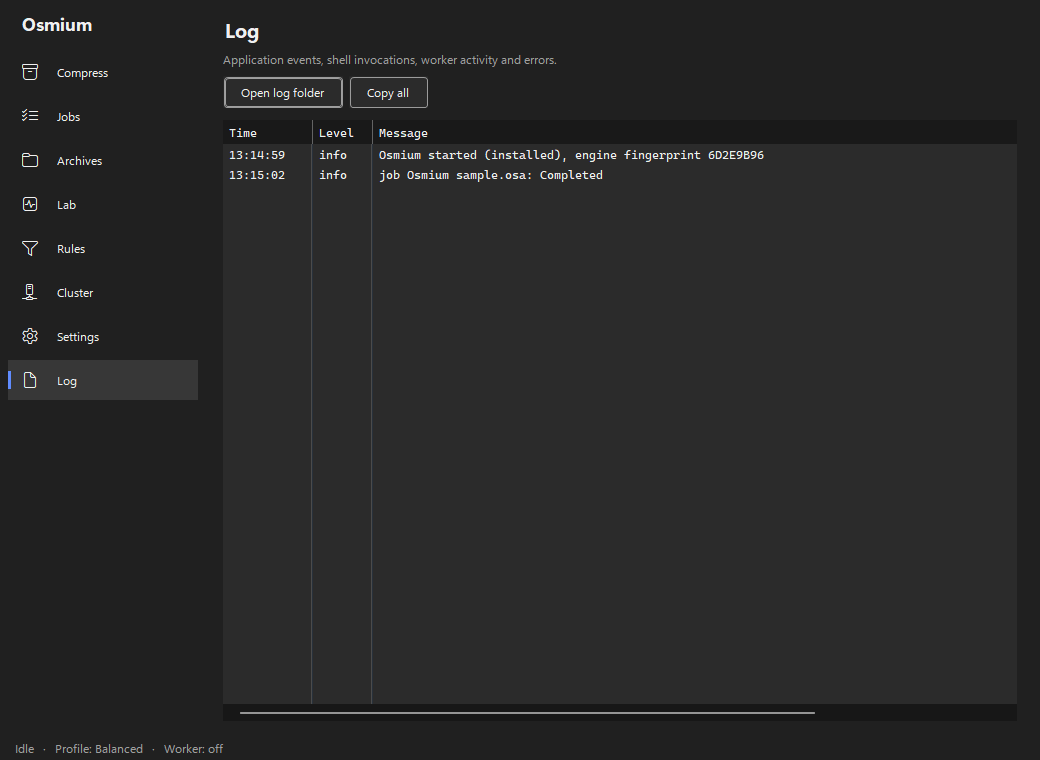 Osmium
Compress
Jobs
Archives
Lab
Rules
Cluster
Settings
Log
Log
Application events, shell invocations, worker activity and errors.
Open log folder Copy all
Time Level Message
13:14:59 info Osmium started (installed), engine fingerprint 6D2E9B96
13:15:02 info job Osmium sample.osa: Completed
Idle · Profile: Balanced · Worker: off